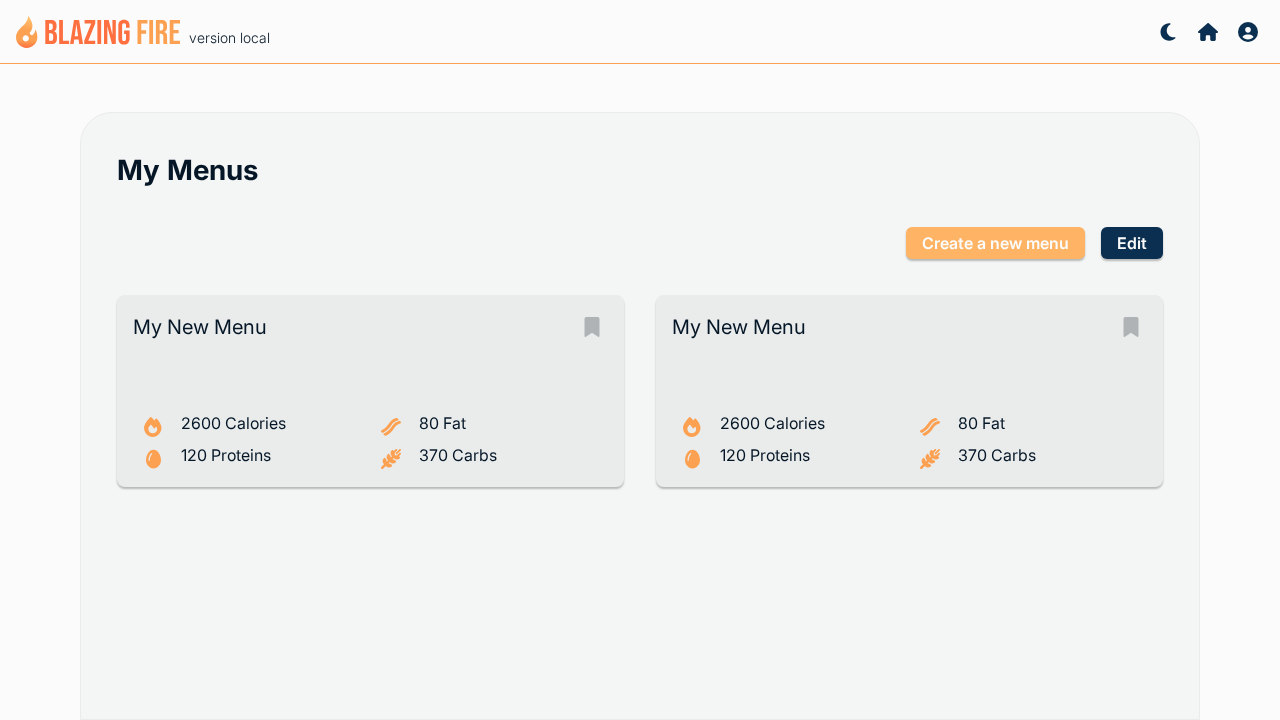 BLAZING FIRE version local
My Menus
Create a new menu Edit
My New Menu
2600 Calories 80 Fat
120 Proteins 370 Carbs
My New Menu
2600 Calories 80 Fat
120 Proteins 370 Carbs